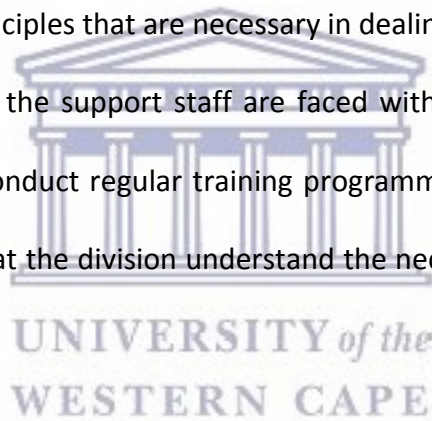 ciples that are necessary in dealin
the support staff are faced with
onduct regular training programm
at the division understand the nec
UNIVERSITY of the
WESTERN CAPE